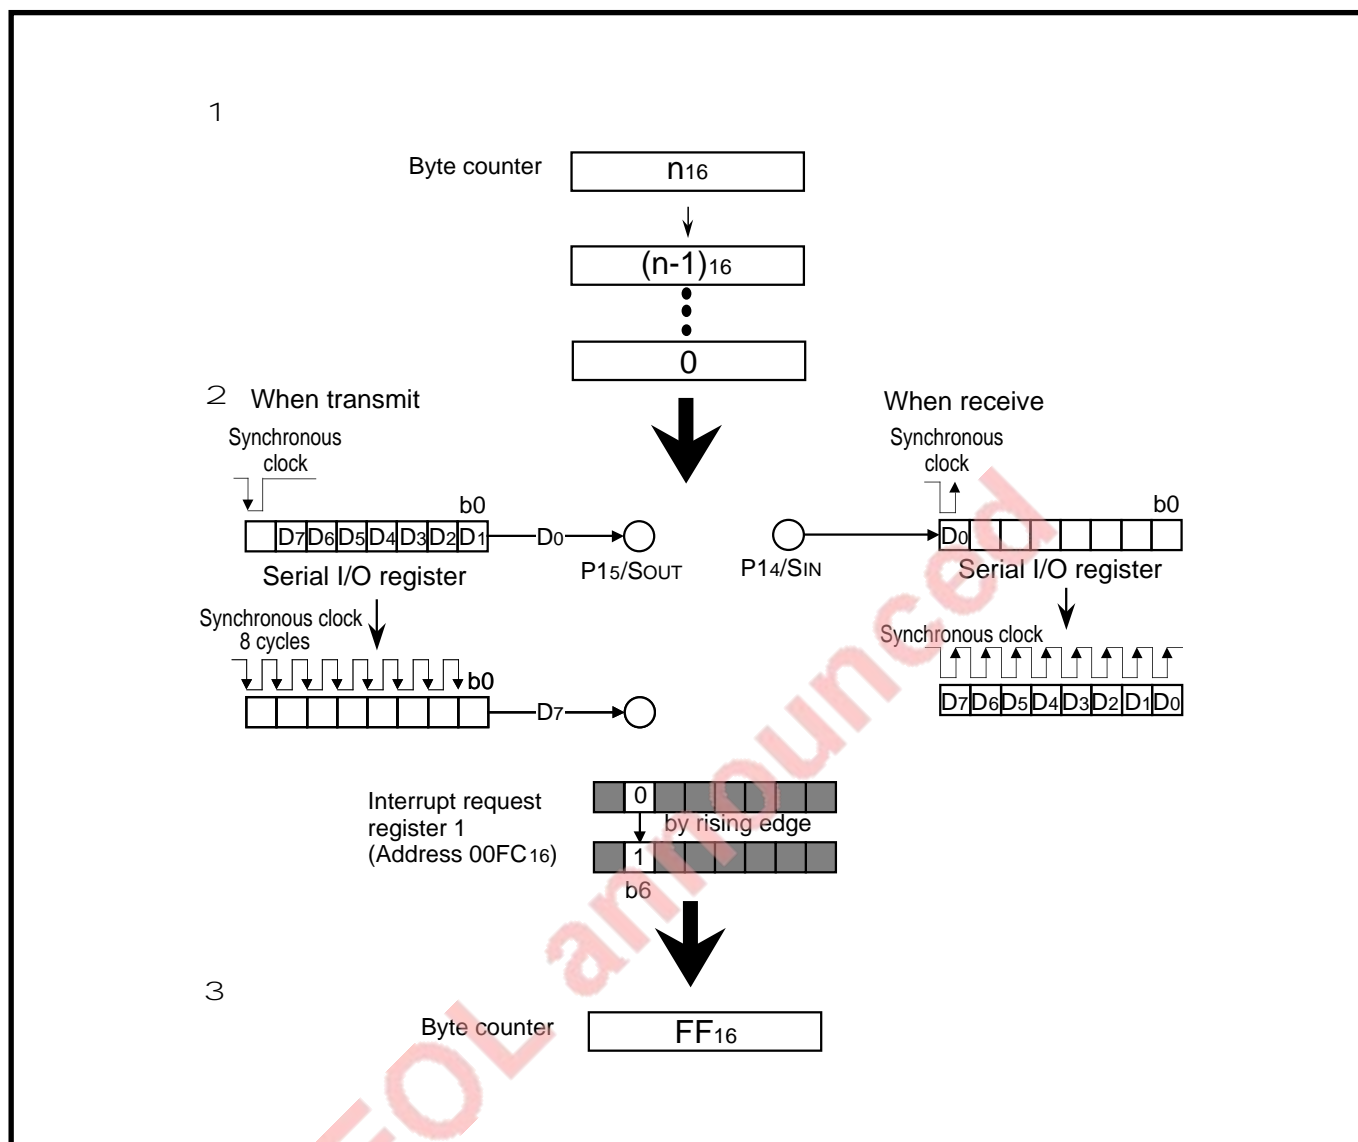 1
Byte counter
n16
(n-1)16
0
2 When transmit
When receive
Synchronous
clock
Synchronous
clock
b0
D7 D6 D5 D4 D3 D2 D1
D0
P15/SOUT
P14/SIN
b0
D0
Serial I/O register
Serial I/O register
Synchronous clock
8 cycles
Synchronous clock
b0
D7
D7 D6 D5 D4 D3 D2 D1 D0
Interrupt request
register 1
(Address 00FC16)
0
by rising edge
1
b6
3
Byte counter
FF16
EOL announced